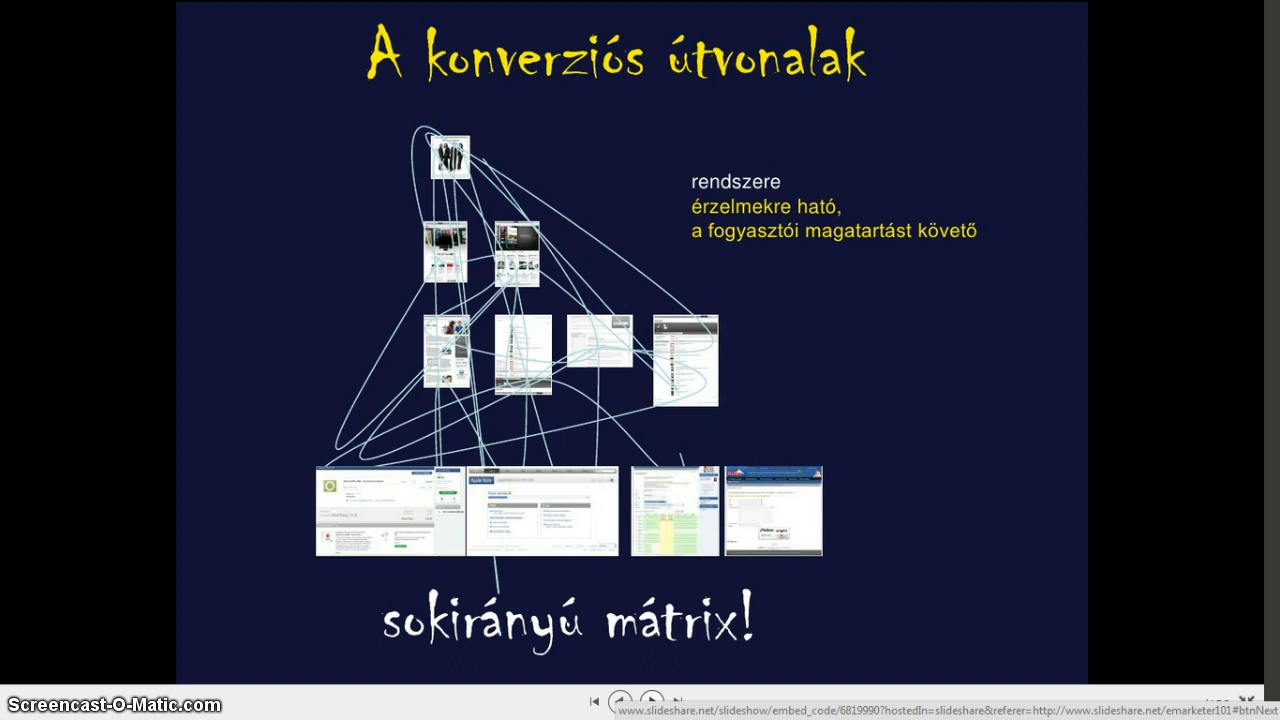 A konverziós útvonalak
rendszere
érzelmekre ható,
a fogyasztói magatartást követő
sokirányú mátrix!
Screencast-O-Matic.com
www.slideshare.net/slideshow/embed_code/6819990?hostedIn=slideshare&referer=http://www.slideshare.net/emarketer101#btnNext